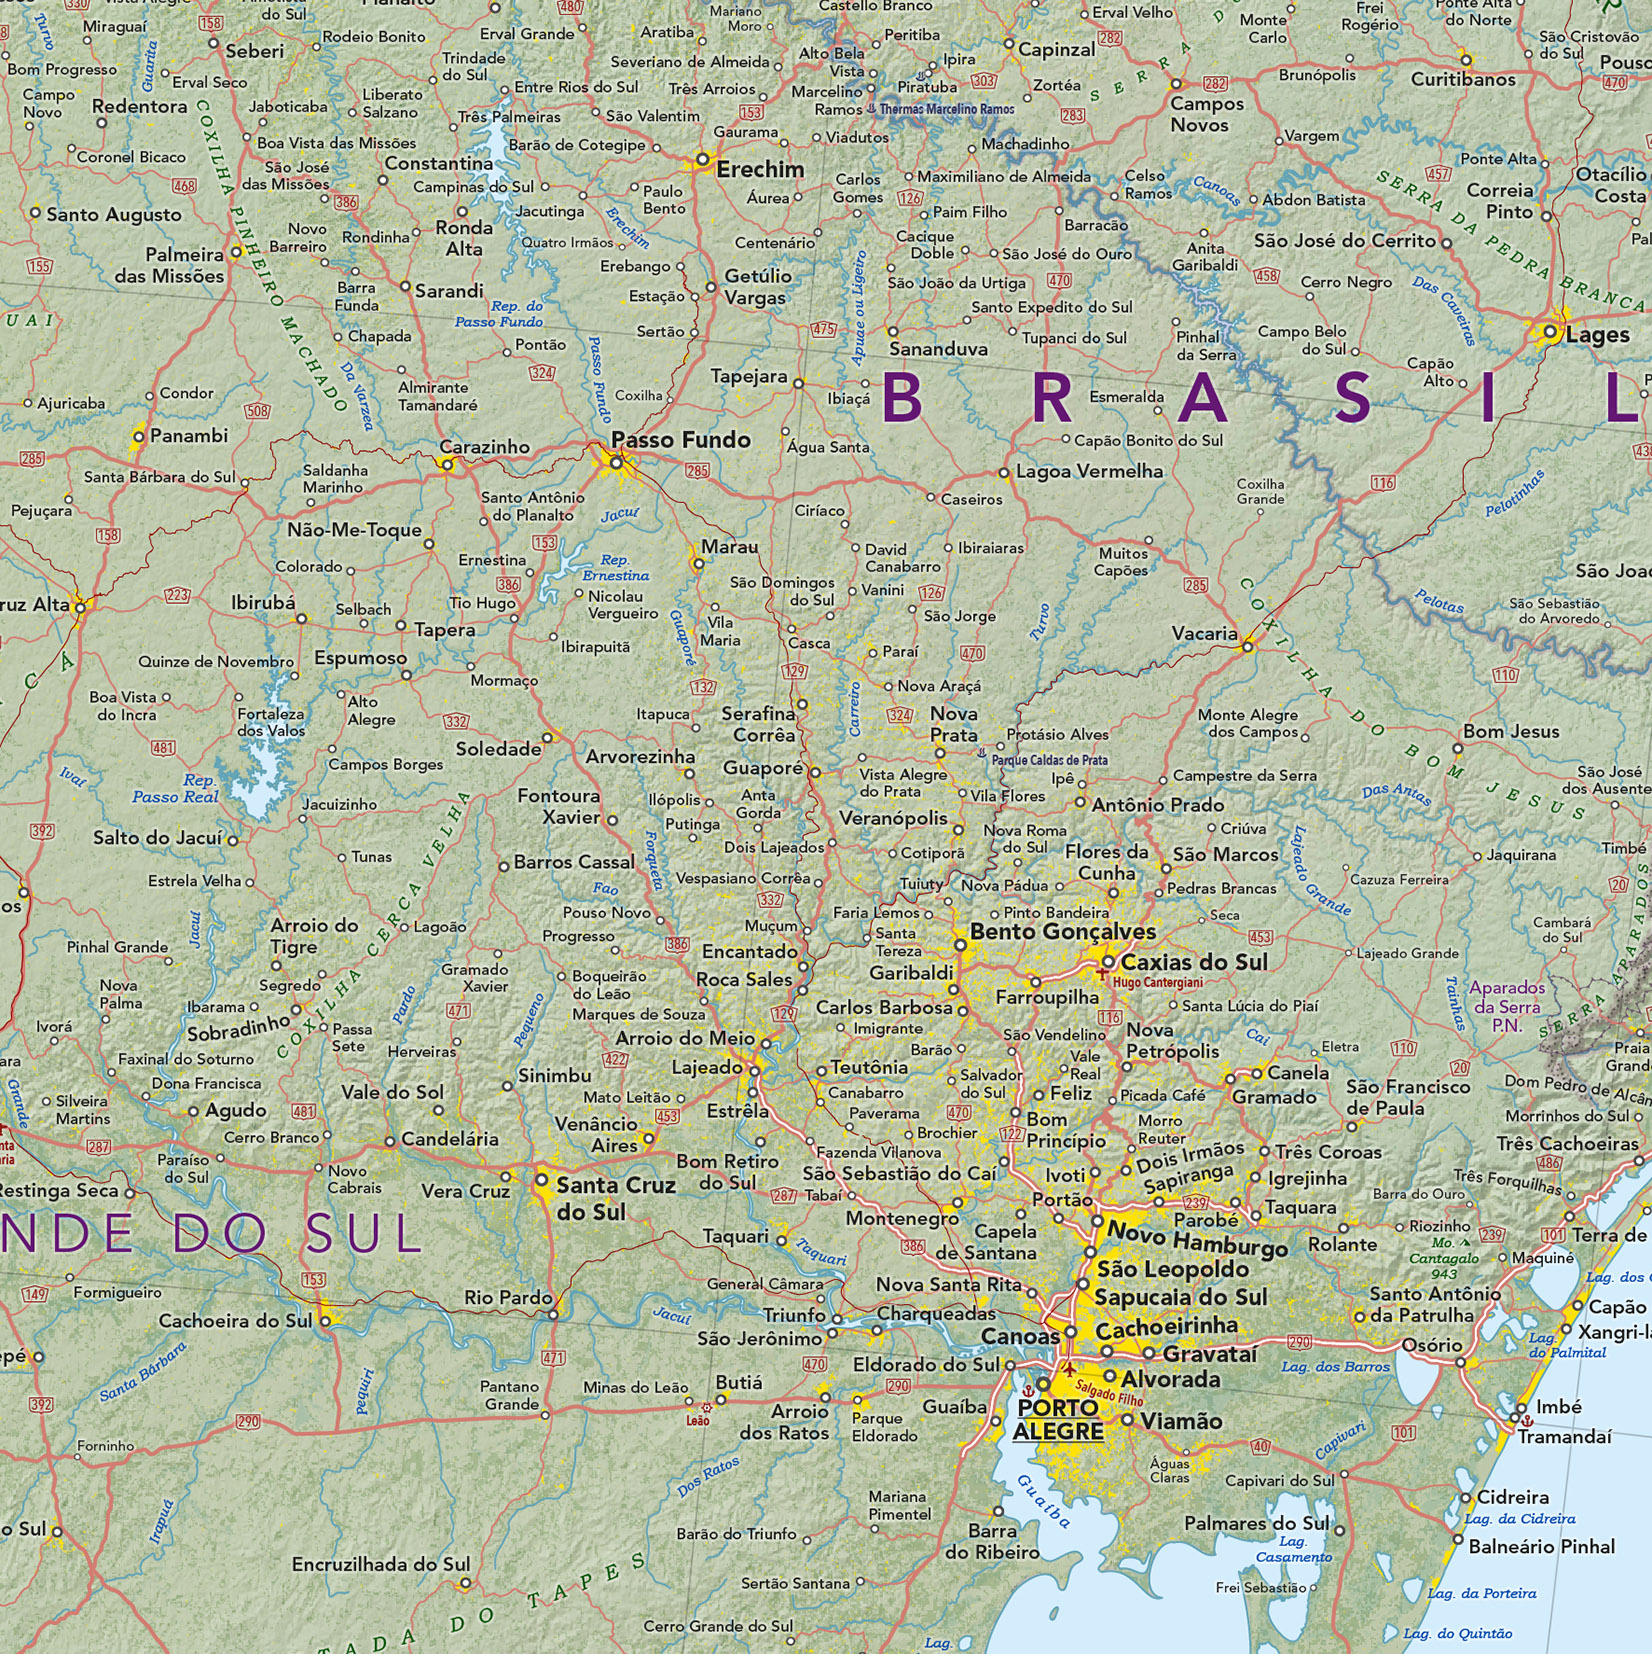 Miraguaí
158
Seberi
do Sul
Rodeio Bonito
Turvo
Guarita
Bom Progresso
Erval Seco
Campo
Novo
Redentora
Jaboticaba
Liberato
Salzano
Trindade
do Sul
Erval Grande
480
Aratiba
Mariano
Moro
Castello Branco
Severiano de Almeida
Alto Bela
Vista
Peritiba
Ipira
Piratuba
Capinzal
Erval Velho
282
Monte
Carlo
Frei
Rogério
Ponte Alta
do Norte
São Cristovão
do Sul
Curitibanos
Brunópolis
470
SERRA
303
Zortéa
Campos
Novos
283
Entre Rios do Sul
Três Arroios
Marcelino
Ramos
Thermas Marcelino Ramos
153
São Valentim
Três Palmeiras
Gaurama
Viadutos
Machadinho
Vargem
Coronel Bicaco
Boa Vista das Missões
São José
das Missões
Constantina
Barão de Cotegipe
Erechim
Campinas do Sul
Paulo
Bento
Áurea
Carlos
Gomes
Maximiliano de Almeida
Celso
Ramos
Canoas
Abdon Batista
Ponte Alta
Correia
Pinto
Otacílio
Costa
457
SERRA DA PEDRA BRANCA
468
386
Santo Augusto
Jacutinga
Quatro Irmãos
Erechim
126
Paim Filho
Barracão
Anita
Garibaldi
São José do Cerrito
Palmeira
das Missões
Novo
Barreiro
Rondinha
Ronda
Alta
Centenário
Cacique
Doble
São José do Ouro
458
Cerro Negro
155
Barra
Funda
Sarandi
Erebango
Getúlio
Vargas
São João da Urtiga
470
Das Caveiras
COXILHA PINHEIRO MACHADO
Rep. do
Passo Fundo
Estação
Sertão
475
Apuae ou Ligeiro
Santo Expedito do Sul
Tupanci do Sul
Pinhal
da Serra
Campo Belo
do Sul
Lages
Chapada
Pontão
Sananduva
Capão
Alto
Da Varzea
Almirante
Tamandaré
324
Passo Fundo
Tapejara
Ibiaçá
BRASIL
Esmeralda
Ajuricaba
Condor
508
Coxilha
Panambi
Carazinho
Passo Fundo
Água Santa
Capão Bonito do Sul
285
Santa Bárbara do Sul
Saldanha
Marinho
285
Lagoa Vermelha
Coxilha
Grande
116
Pelotinhas
Pejuçara
Santo Antônio
do Planalto
Jacuí
Caseiros
Ciríaco
158
Não-Me-Toque
153
Rep.
Ernestina
Marau
David
Canabarro
Ibiraiaras
Muitos
Capões
Colorado
Ernestina
386
São Domingos
do Sul
Vanini
126
285
223
Ibirubá
Selbach
Tio Hugo
Nicolau
Vergueiro
Guaporé
Vila
Maria
São Jorge
Turvo
Pelotas
São Sebastião
do Arvoredo
Tapera
Ibirapuitã
Casca
Vacaria
Quinze de Novembro
Espumoso
Mormaço
129
Paraí
470
110
Boa Vista
do Incra
Fortaleza
dos Valos
Alto
Alegre
132
Carreiro
Nova Araçá
332
Itapuca
Serafina
Corrêa
324
Nova
Prata
Monte Alegre
dos Campos
Bom Jesus
COXILHA DO BOM JESUS
481
Soledade
Protásio Alves
Parque Caldas de Prata
Ivaí
Rep.
Passo Real
Campos Borges
Arvorezinha
Guaporé
Vista Alegre
do Prata
Ipê
Campestre da Serra
São José
dos Ausente
Jacuizinho
Fontoura
Xavier
Ilópolis
Anta
Gorda
Vila Flores
Antônio Prado
Das Antas
392
Salto do Jacuí
Putinga
Veranópolis
Nova Roma
do Sul
Criúva
Dois Lajeados
Cotiporã
Flores da
Cunha
São Marcos
Jaquirana
Timbé
Tunas
Barros Cassal
Forqueta
Vespasiano Corrêa
Tuiuty
Nova Pádua
Pedras Brancas
Lajeado Grande
Cazuza Ferreira
20
Estrela Velha
Fao
332
COXILHA CERCA VELHA
Pouso Novo
Faria Lemos
Pinto Bandeira
Seca
Jacuí
Arroio do
Tigre
Lagoão
Progresso
386
Muçum
Santa
Tereza
Bento Gonçalves
453
Cambará
do Sul
Pinhal Grande
Encantado
Caxias do Sul
Lajeado Grande
Nova
Palma
Segredo
Gramado
Xavier
Boqueirão
do Leão
Roca Sales
Garibaldi
Hugo Cantergiani
Farroupilha
Aparados
da Serra
P.N.
SERRA APARADOS
Ibarama
Sobradinho
Pardo
471
Pequeno
Marques de Souza
129
Carlos Barbosa
116
Santa Lúcia do Piaí
Tainhas
Ivorá
Passa
Sete
Arroio do Meio
Imigrante
São Vendelino
Nova
Petrópolis
Cai
Faxinal do Soturno
Herveiras
422
Lajeado
Teutônia
Barão
Vale
Real
Eletra
110
Praia
Grand
Dona Francisca
Sinimbu
Canabarro
Salvador
do Sul
Feliz
Canela
Gramado
20
Dom Pedro de Alcân
Grande
Silveira
Martins
Agudo
481
Vale do Sol
Mato Leitão
Estrêla
Picada Café
São Francisco
de Paula
Morrinhos do Sul
453
Paverama
470
Bom
Princípio
Morro
Reuter
Cerro Branco
Candelária
Venâncio
Aires
Brochier
122
Três Cachoeiras
287
Paraíso
do Sul
Fazenda Vilanova
Dois Irmãos
Três Coroas
486
Novo
Cabrais
Vera Cruz
Bom Retiro
do Sul
São Sebastião do Caí
Ivoti
Sapiranga
Igrejinha
Três Forquilhas
Restinga Seca
Santa Cruz
do Sul
287
Tabaí
Portão
239
Taquara
Barra do Ouro
NDE DO SUL
Montenegro
Parobé
Riozinho
239
101
Taquari
386
Capela
de Santana
Novo Hamburgo
Rolante
Mo.
Cantagalo
943
Terra de
Taquari
Maquiné
153
São Leopoldo
149
Formigueiro
General Câmara
Nova Santa Rita
Sapucaia do Sul
Santo Antônio
da Patrulha
Rio Pardo
Cachoeira do Sul
Jacuí
Triunfo
Charqueadas
Capão
São Jerônimo
Canoas
Cachoeirinha
290
Osório
Xangri-l
Lag.
do Palmital
Gravataí
Santa Bárbara
Pequiri
471
470
Eldorado do Sul
Lag. dos Barros
Alvorada
392
Pantano
Grande
Minas do Leão
Butiá
290
Salgado Filho
PORTO
ALEGRE
Imbé
Leão
Guaíba
290
Arroio
dos Ratos
Parque
Eldorado
Viamão
Capivari
101
Tramandaí
Forninho
40
Águas
Claras
Capivari do Sul
Dos Ratos
Guaíba
Cidreira
Irapuá
Mariana
Pimentel
Barra
do Ribeiro
Palmares do Sul
Lag. da Cidreira
Barão do Triunfo
Lag.
Casamento
Balneário Pinhal
Encruzilhada do Sul
Sertão Santana
Frei Sebastião
Lag. da Porteira
TADA DO TAPES
Cerro Grande do Sul
Lag.
Lag. do Quintão